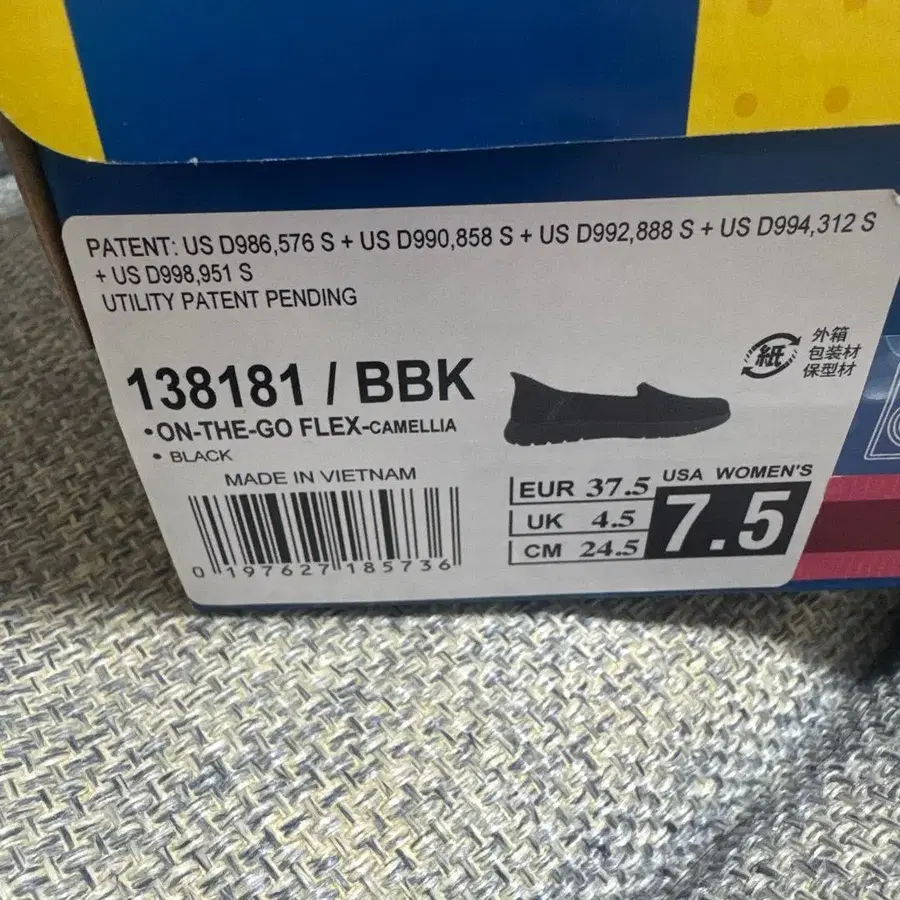 PATENT: US D986,576 S + US D990,858 S + US D992,888 S + US D994,312 S
+ US D998,951 S
UTILITY PATENT PENDING
紙
外箱
包装材
保型材
138181 / BBK
•ON-THE-GO FLEX-CAMELLIA
• BLACK
MADE IN VIETNAM
0 197627 185736
EUR 37.5
UK 4.5
CM 24.5
USA WOMEN'S
7.5